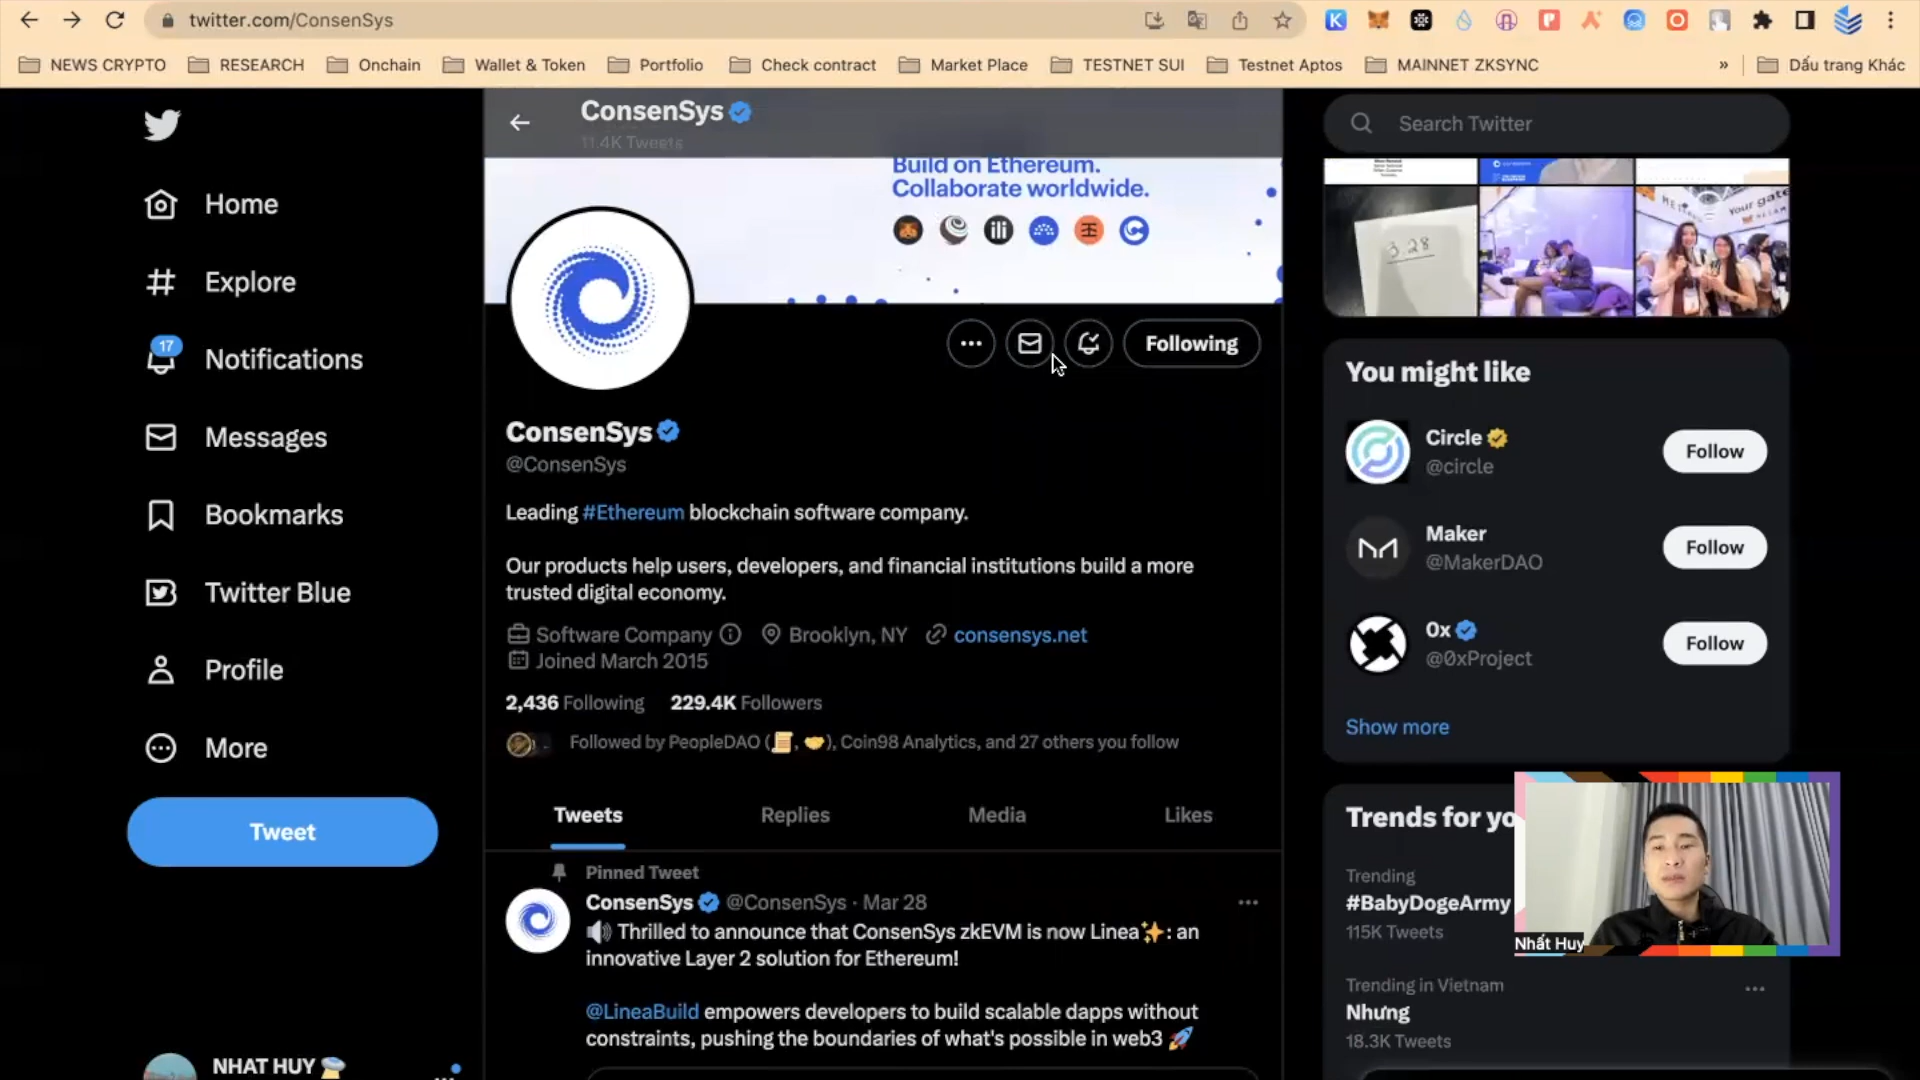 twitter.com/ConsenSys
NEWS CRYPTO
RESEARCH
Onchain
Wallet & Token
Portfolio
Check contract
Market Place
TESTNET SUI
Testnet Aptos
MAINNET ZKSYNC
»
Dấu trang Khác
Home
Explore
17
Notifications
Messages
Bookmarks
Twitter Blue
Profile
More
Tweet
NHAT HUY
ConsenSys
11.4K Tweets
Build on Ethereum.
Collaborate worldwide.
Following
ConsenSys
@ConsenSys
Leading #Ethereum blockchain software company.
Our products help users, developers, and financial institutions build a more
trusted digital economy.
Software Company Brooklyn, NY consensys.net
Joined March 2015
2,436 Following 229.4K Followers
Followed by PeopleDAO (📜, 🤝), Coin98 Analytics, and 27 others you follow
Tweets Replies Media Likes
Pinned Tweet
ConsenSys @ConsenSys · Mar 28
🔊 Thrilled to announce that ConsenSys zkEVM is now Linea✨: an
innovative Layer 2 solution for Ethereum!
@LineaBuild empowers developers to build scalable dapps without
constraints, pushing the boundaries of what's possible in web3 🚀
Search Twitter
3.28
Your gate
You might like
Circle
@circle
Follow
Maker
@MakerDAO
Follow
0x
@0xProject
Follow
Show more
Trends for yo
Trending
#BabyDogeArmy
115K Tweets
Trending in Vietnam
Nhưng
18.3K Tweets
Nhất Huy